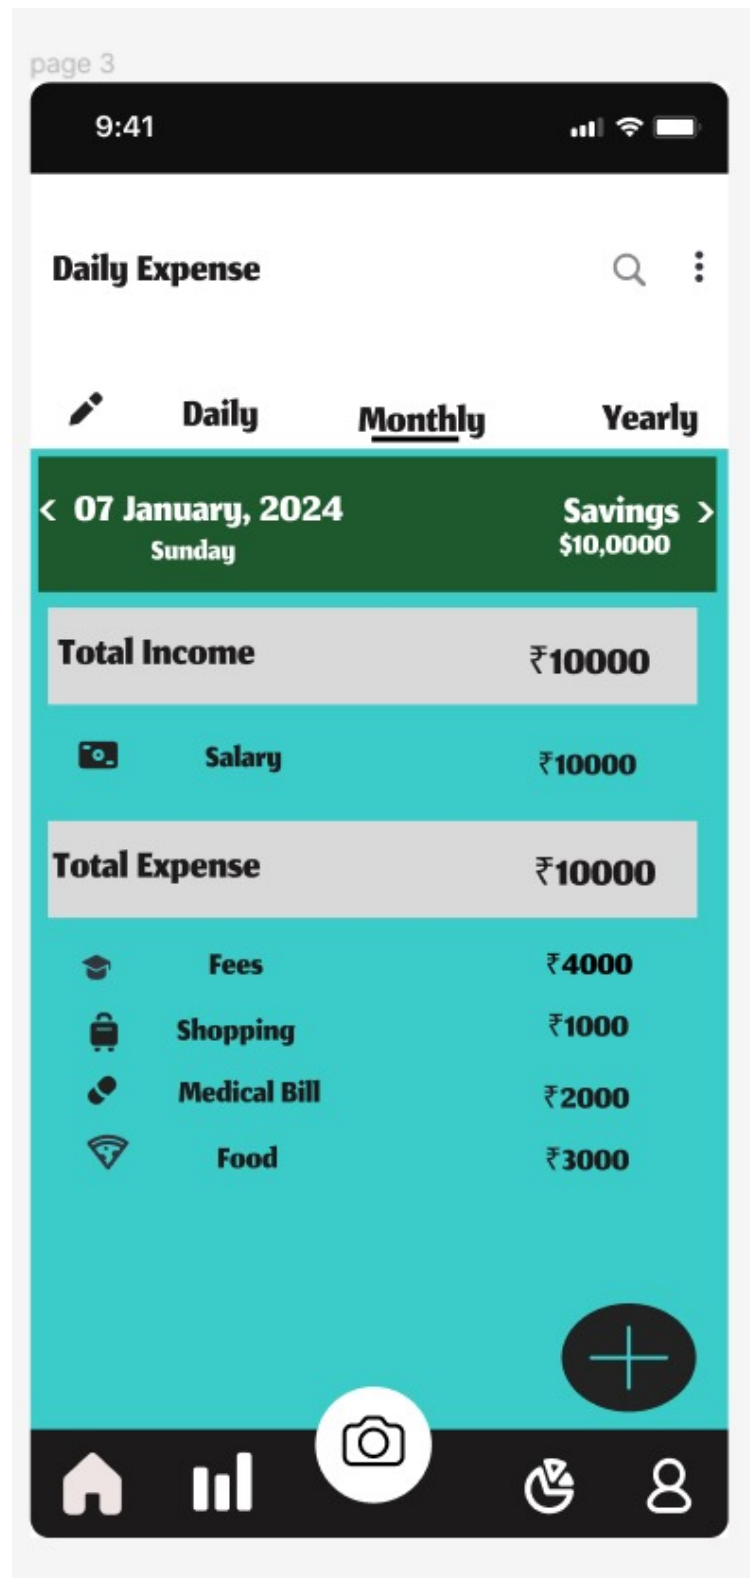 page 3
9:41
Daily Expense
Daily Monthly Yearly
< 07 January, 2024 Savings >
Sunday $10,0000
Total Income ₹10000
Salary ₹10000
Total Expense ₹10000
Fees ₹4000
Shopping ₹1000
Medical Bill ₹2000
Food ₹3000